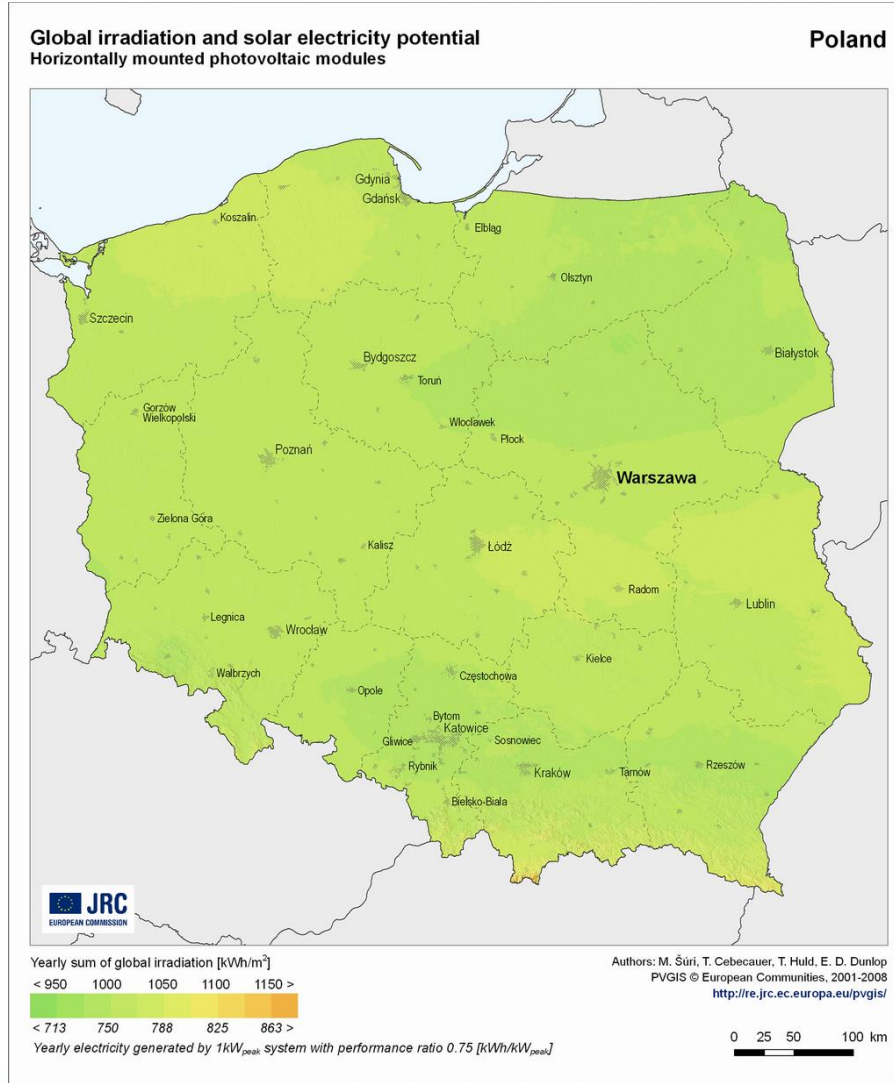 Global irradiation and solar electricity potential
Horizontally mounted photovoltaic modules
Poland
Gdynia
Gdańsk
Koszalin
Elbląg
Olsztyn
Szczecin
Białystok
Bydgoszcz
Toruń
Gorzów
Wielkopolski
Włocławek
Płock
Poznań
Warszawa
Zielona Góra
Kalisz
Łódź
Radom
Lublin
Legnica
Wrocław
Kielce
Wałbrzych
Częstochowa
Opole
Bytom
Katowice
Gliwice
Sosnowiec
Rybnik
Kraków
Tarnów
Rzeszów
Bielsko-Biała
JRC
EUROPEAN COMMISSION
Yearly sum of global irradiation [kWh/m²]
< 950 1000 1050 1100 1150 >
< 713 750 788 825 863 >
Yearly electricity generated by 1kWpeak system with performance ratio 0.75 [kWh/kWpeak]
Authors: M. Šúri, T. Cebecauer, T. Huld, E. D. Dunlop
PVGIS © European Communities, 2001-2008
http://re.jrc.ec.europa.eu/pvgis/
0 25 50 100 km